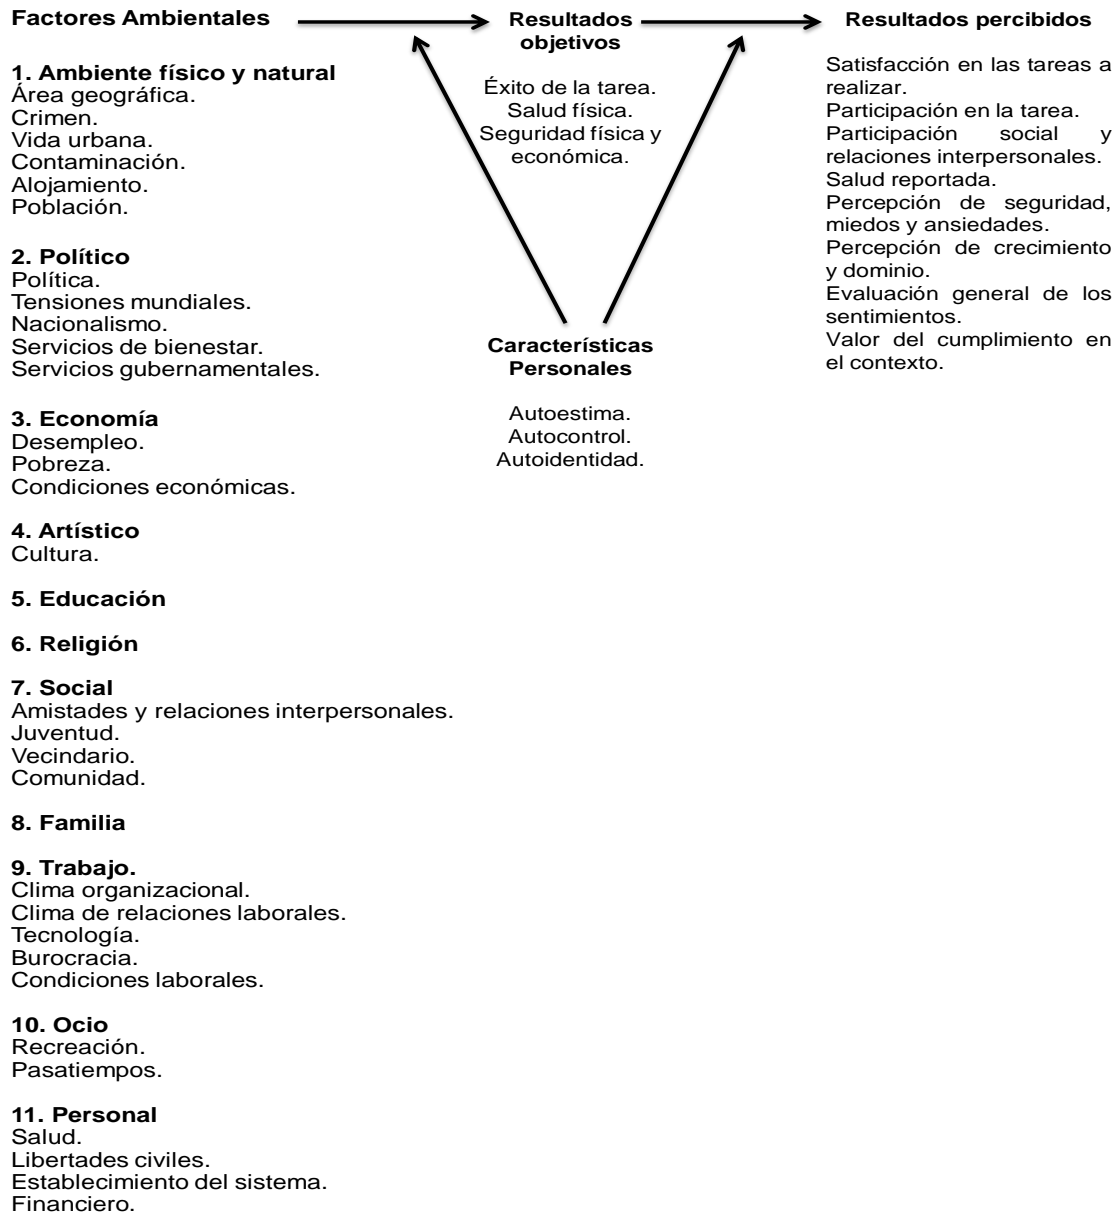 Factores Ambientales
1. Ambiente físico y natural
Área geográfica.
Crimen.
Vida urbana.
Contaminación.
Alojamiento.
Población.
2. Político
Política.
Tensiones mundiales.
Nacionalismo.
Servicios de bienestar.
Servicios gubernamentales.
3. Economía
Desempleo.
Pobreza.
Condiciones económicas.
4. Artístico
Cultura.
5. Educación
6. Religión
7. Social
Amistades y relaciones interpersonales.
Juventud.
Vecindario.
Comunidad.
8. Familia
9. Trabajo.
Clima organizacional.
Clima de relaciones laborales.
Tecnología.
Burocracia.
Condiciones laborales.
10. Ocio
Recreación.
Pasatiempos.
11. Personal
Salud.
Libertades civiles.
Establecimiento del sistema.
Financiero.
Resultados
objetivos
Éxito de la tarea.
Salud física.
Seguridad física y
económica.
Características
Personales
Autoestima.
Autocontrol.
Autoidentidad.
Resultados percibidos
Satisfacción en las tareas a
realizar.
Participación en la tarea.
Participación social y
relaciones interpersonales.
Salud reportada.
Percepción de seguridad,
miedos y ansiedades.
Percepción de crecimiento
y dominio.
Evaluación general de los
sentimientos.
Valor del cumplimiento en
el contexto.